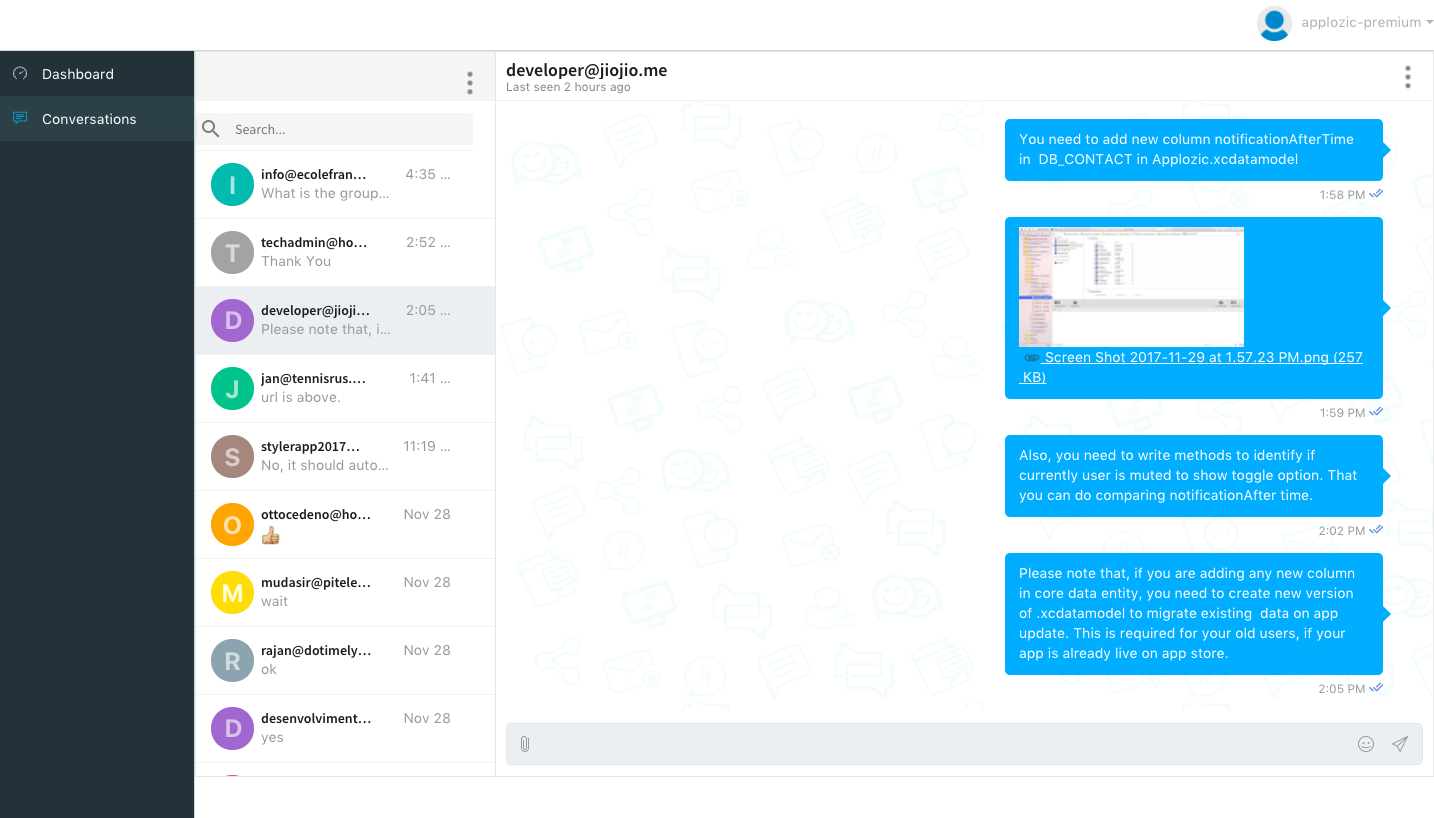 applozic-premium
Dashboard
Conversations
Search...
info@ecolefran...
4:35 ...
What is the group...
techadmin@ho...
2:52 ...
Thank You
developer@jioji...
2:05 ...
Please note that, i...
jan@tennisrus....
1:41 ...
url is above.
stylerapp2017...
11:19 ...
No, it should auto...
ottocedeno@ho...
Nov 28
mudasir@pitele...
Nov 28
wait
rajan@dotimely...
Nov 28
ok
desenvolviment...
Nov 28
yes
I
T
D
J
S
O
M
R
D
developer@jiojio.me
Last seen 2 hours ago
You need to add new column notificationAfterTime
in  DB_CONTACT in Applozic.xcdatamodel
1:58 PM
Screen Shot 2017-11-29 at 1.57.23 PM.png (257
KB)
1:59 PM
Also, you need to write methods to identify if
currently user is muted to show toggle option. That
you can do comparing notificationAfter time.
2:02 PM
Please note that, if you are adding any new column
in core data entity, you need to create new version
of .xcdatamodel to migrate existing  data on app
update. This is required for your old users, if your
app is already live on app store.
2:05 PM